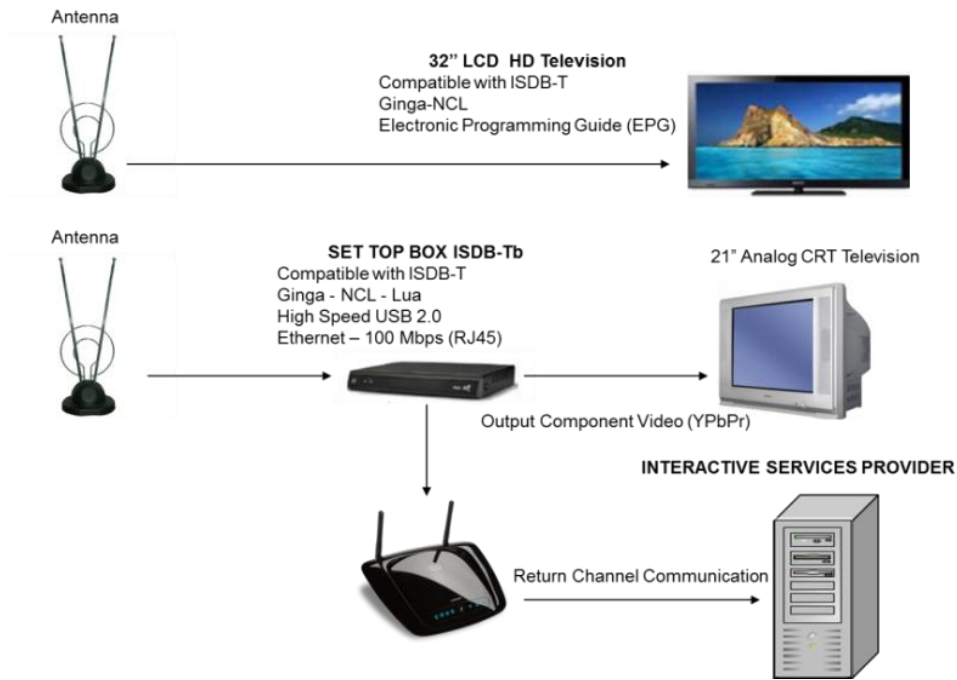 Antenna
32” LCD HD Television
Compatible with ISDB-T
Ginga-NCL
Electronic Programming Guide (EPG)
Antenna
SET TOP BOX ISDB-Tb
Compatible with ISDB-T
Ginga - NCL - Lua
High Speed USB 2.0
Ethernet – 100 Mbps (RJ45)
21” Analog CRT Television
Output Component Video (YPbPr)
INTERACTIVE SERVICES PROVIDER
Return Channel Communication